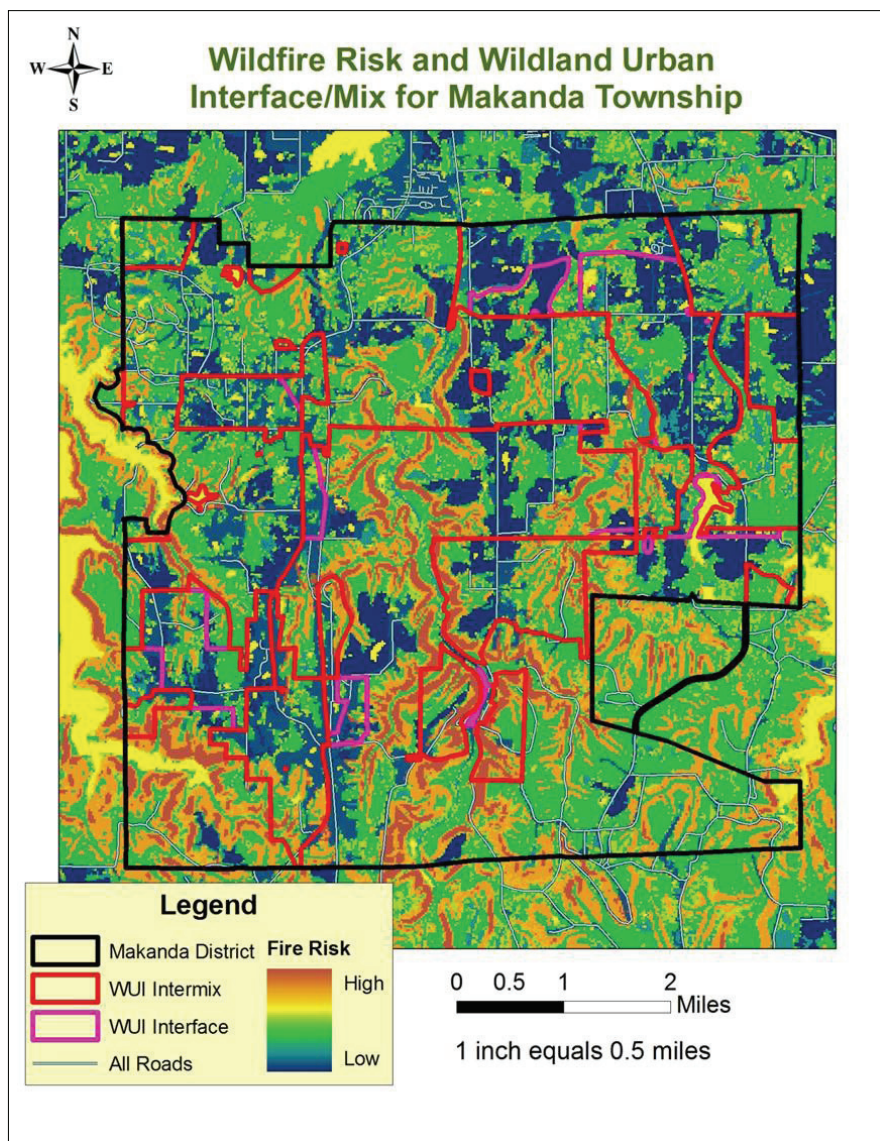 N
W E
S
Wildfire Risk and Wildland Urban
Interface/Mix for Makanda Township
Legend
Makanda District
WUI Intermix
WUI Interface
All Roads
Fire Risk
High
Low
0 0.5 1 2
Miles
1 inch equals 0.5 miles